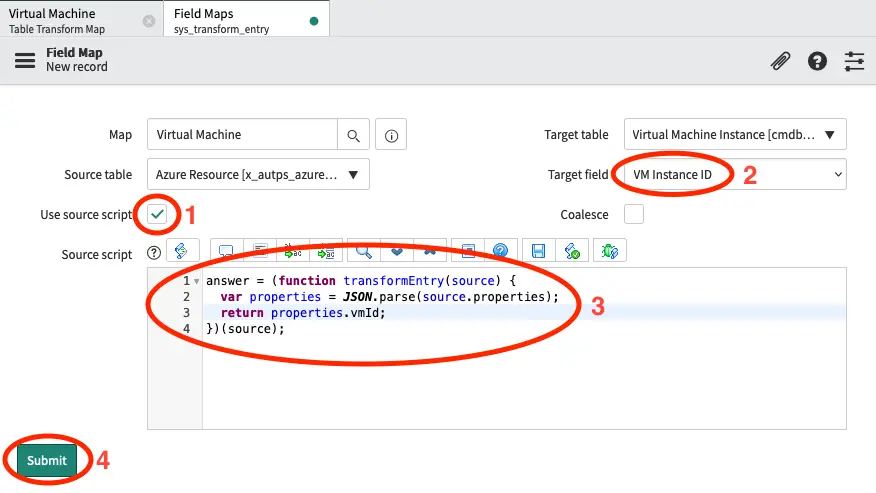 Virtual Machine
Table Transform Map
Field Maps
sys_transform_entry
Field Map
New record
Map
Virtual Machine
Target table
Virtual Machine Instance [cmdb...
Source table
Azure Resource [x_autps_azure...
Target field
VM Instance ID
2
Use source script
1
Coalesce
Source script
1 answer = (function transformEntry(source) {
2 var properties = JSON.parse(source.properties);
3 return properties.vmId;
4 })(source);
3
Submit
4